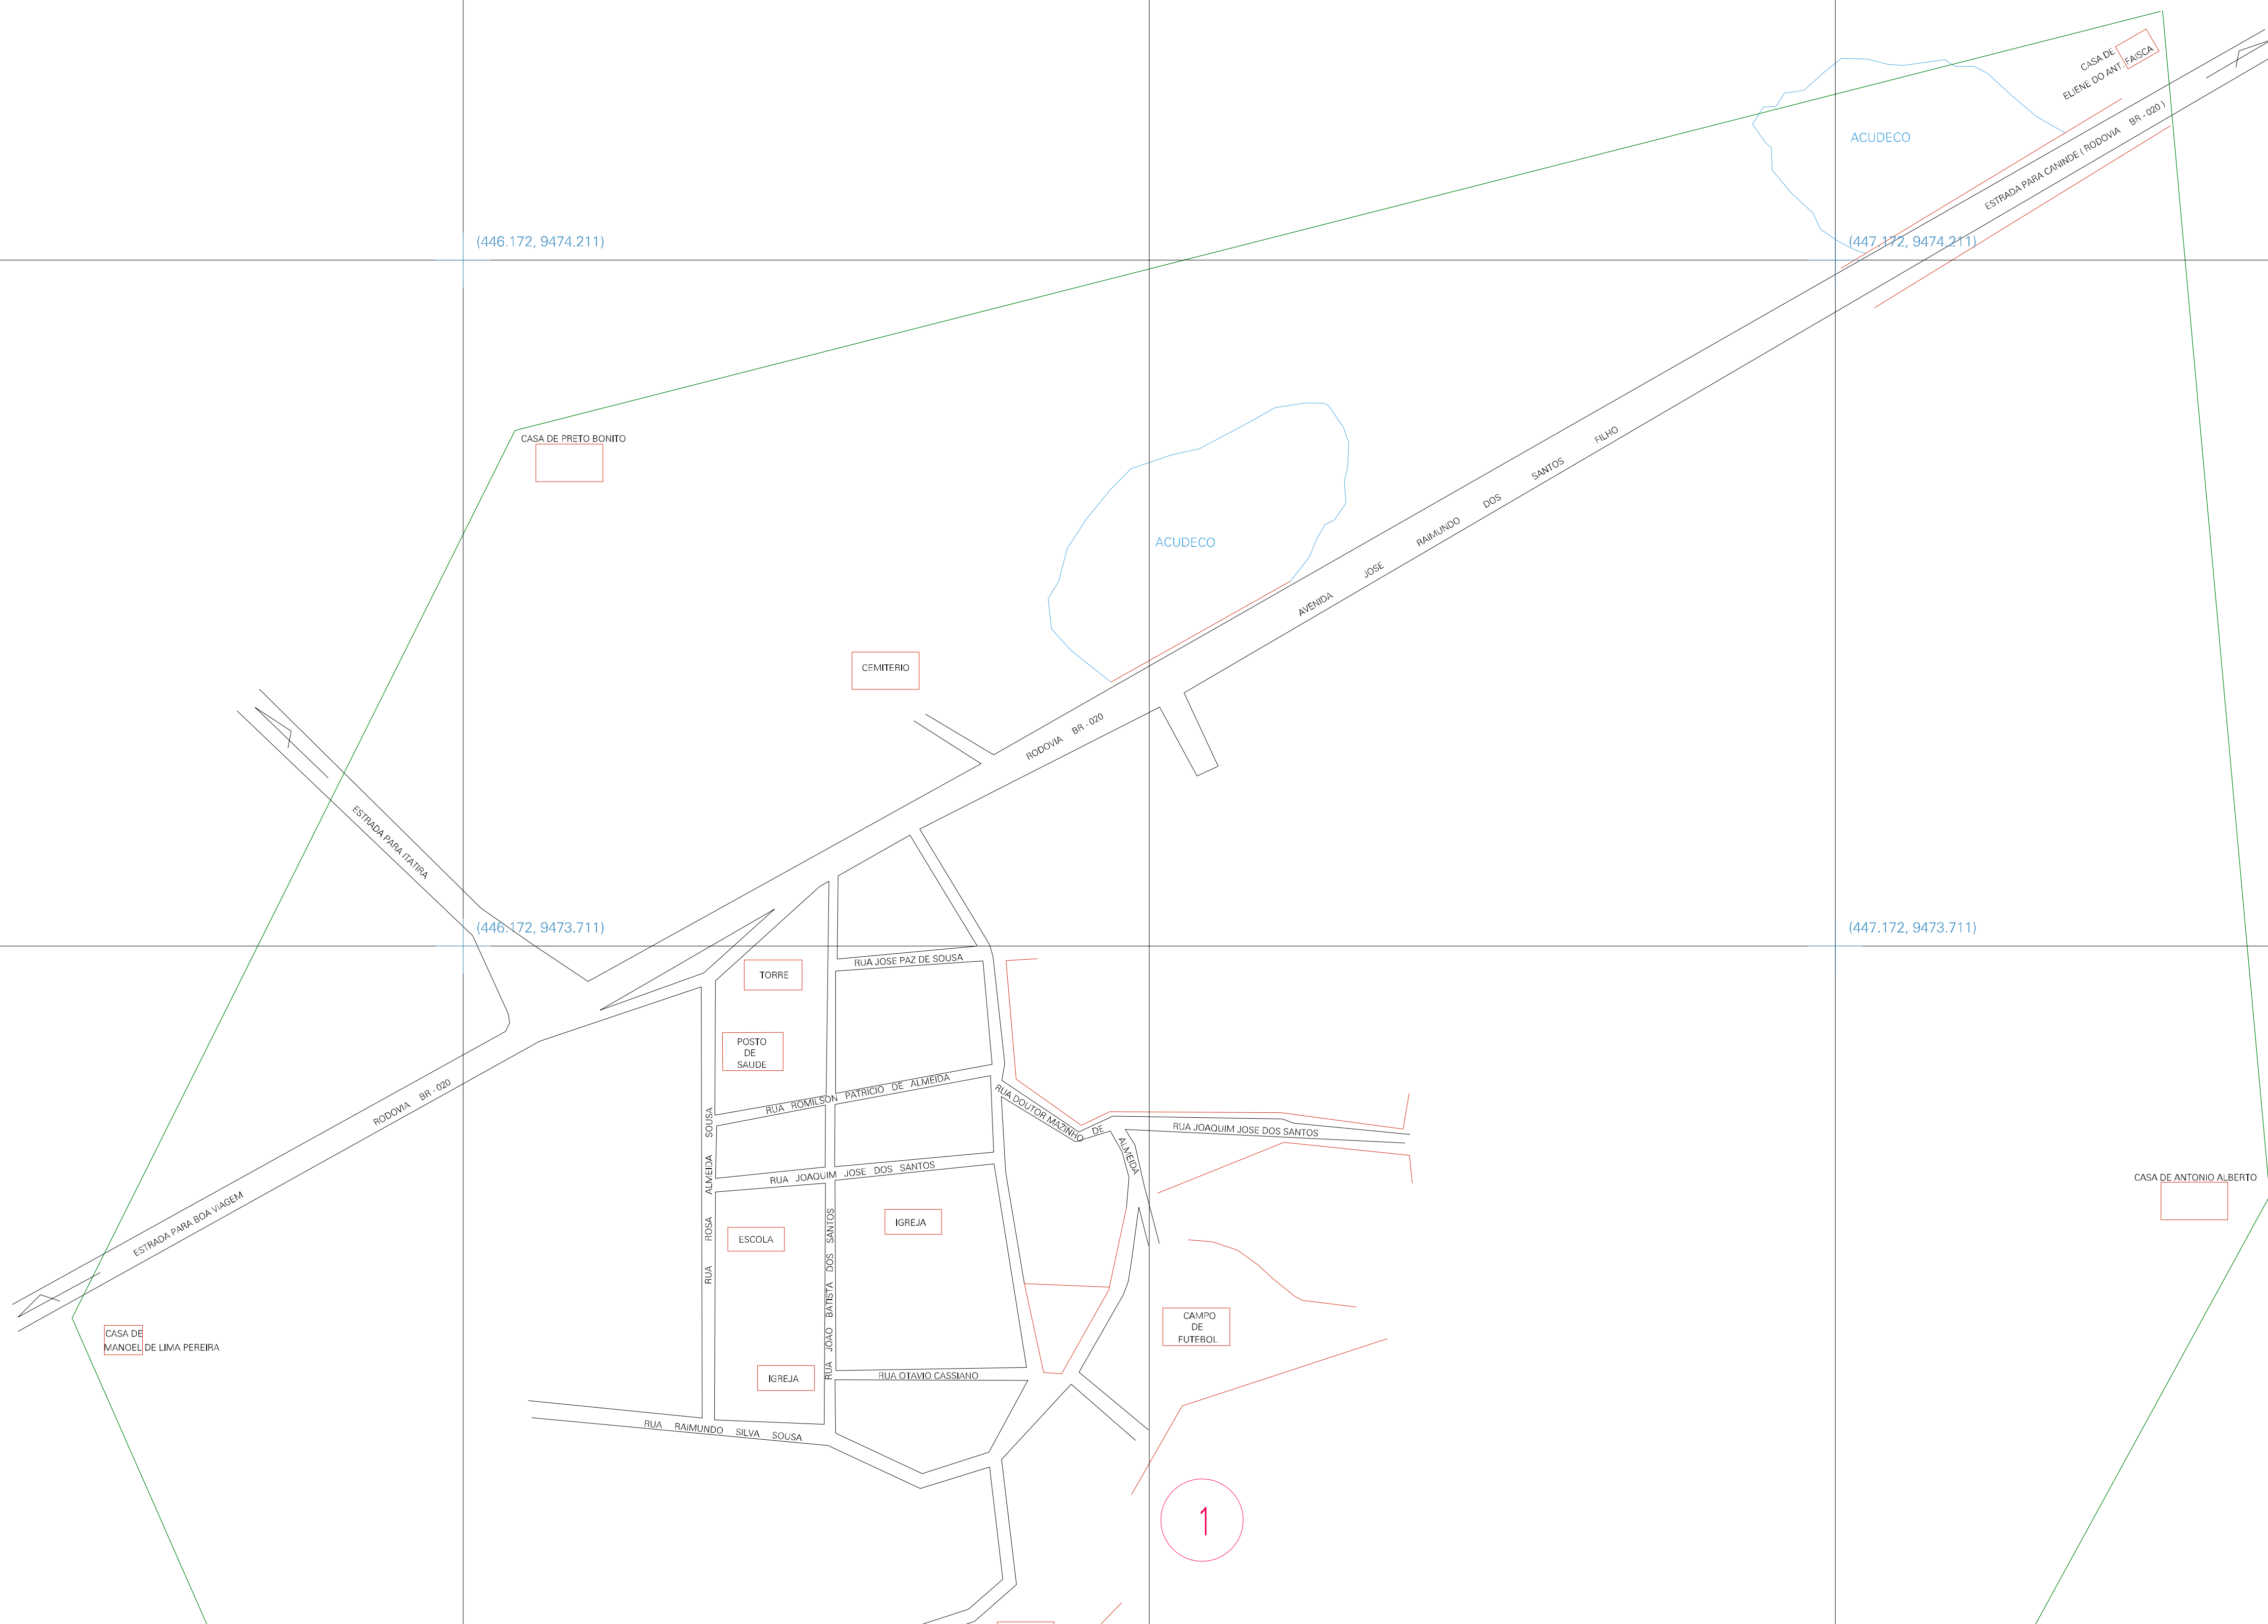 CASA DE
ELIENE DO ANT. FAISCA
ACUDECO
ESTRADA PARA CANINDE ( RODOVIA BR - 020 )
(446.172, 9474.211)
(447.172, 9474.211)
CASA DE PRETO BONITO
ACUDECO
AVENIDA JOSE RAIMUNDO DOS SANTOS FILHO
CEMITERIO
RODOVIA BR - 020
ESTRADA PARA ITATIRA
(446.172, 9473.711)
(447.172, 9473.711)
RUA JOSE PAZ DE SOUSA
TORRE
POSTO
DE
SAUDE
RODOVIA BR - 020
RUA ROMILSON PATRICIO DE ALMEIDA
RUA DOUTOR MAZINHO DE ALMEIDA
RUA JOAQUIM JOSE DOS SANTOS
RUA JOAQUIM JOSE DOS SANTOS
RUA ROSA ALMEIDA SOUSA
CASA DE ANTONIO ALBERTO
ESTRADA PARA BOA VIAGEM
IGREJA
ESCOLA
RUA JOAO BATISTA DOS SANTOS
CASA DE
MANOEL DE LIMA PEREIRA
CAMPO
DE
FUTEBOL
IGREJA
RUA OTAVIO CASSIANO
RUA RAIMUNDO SILVA SOUSA
1